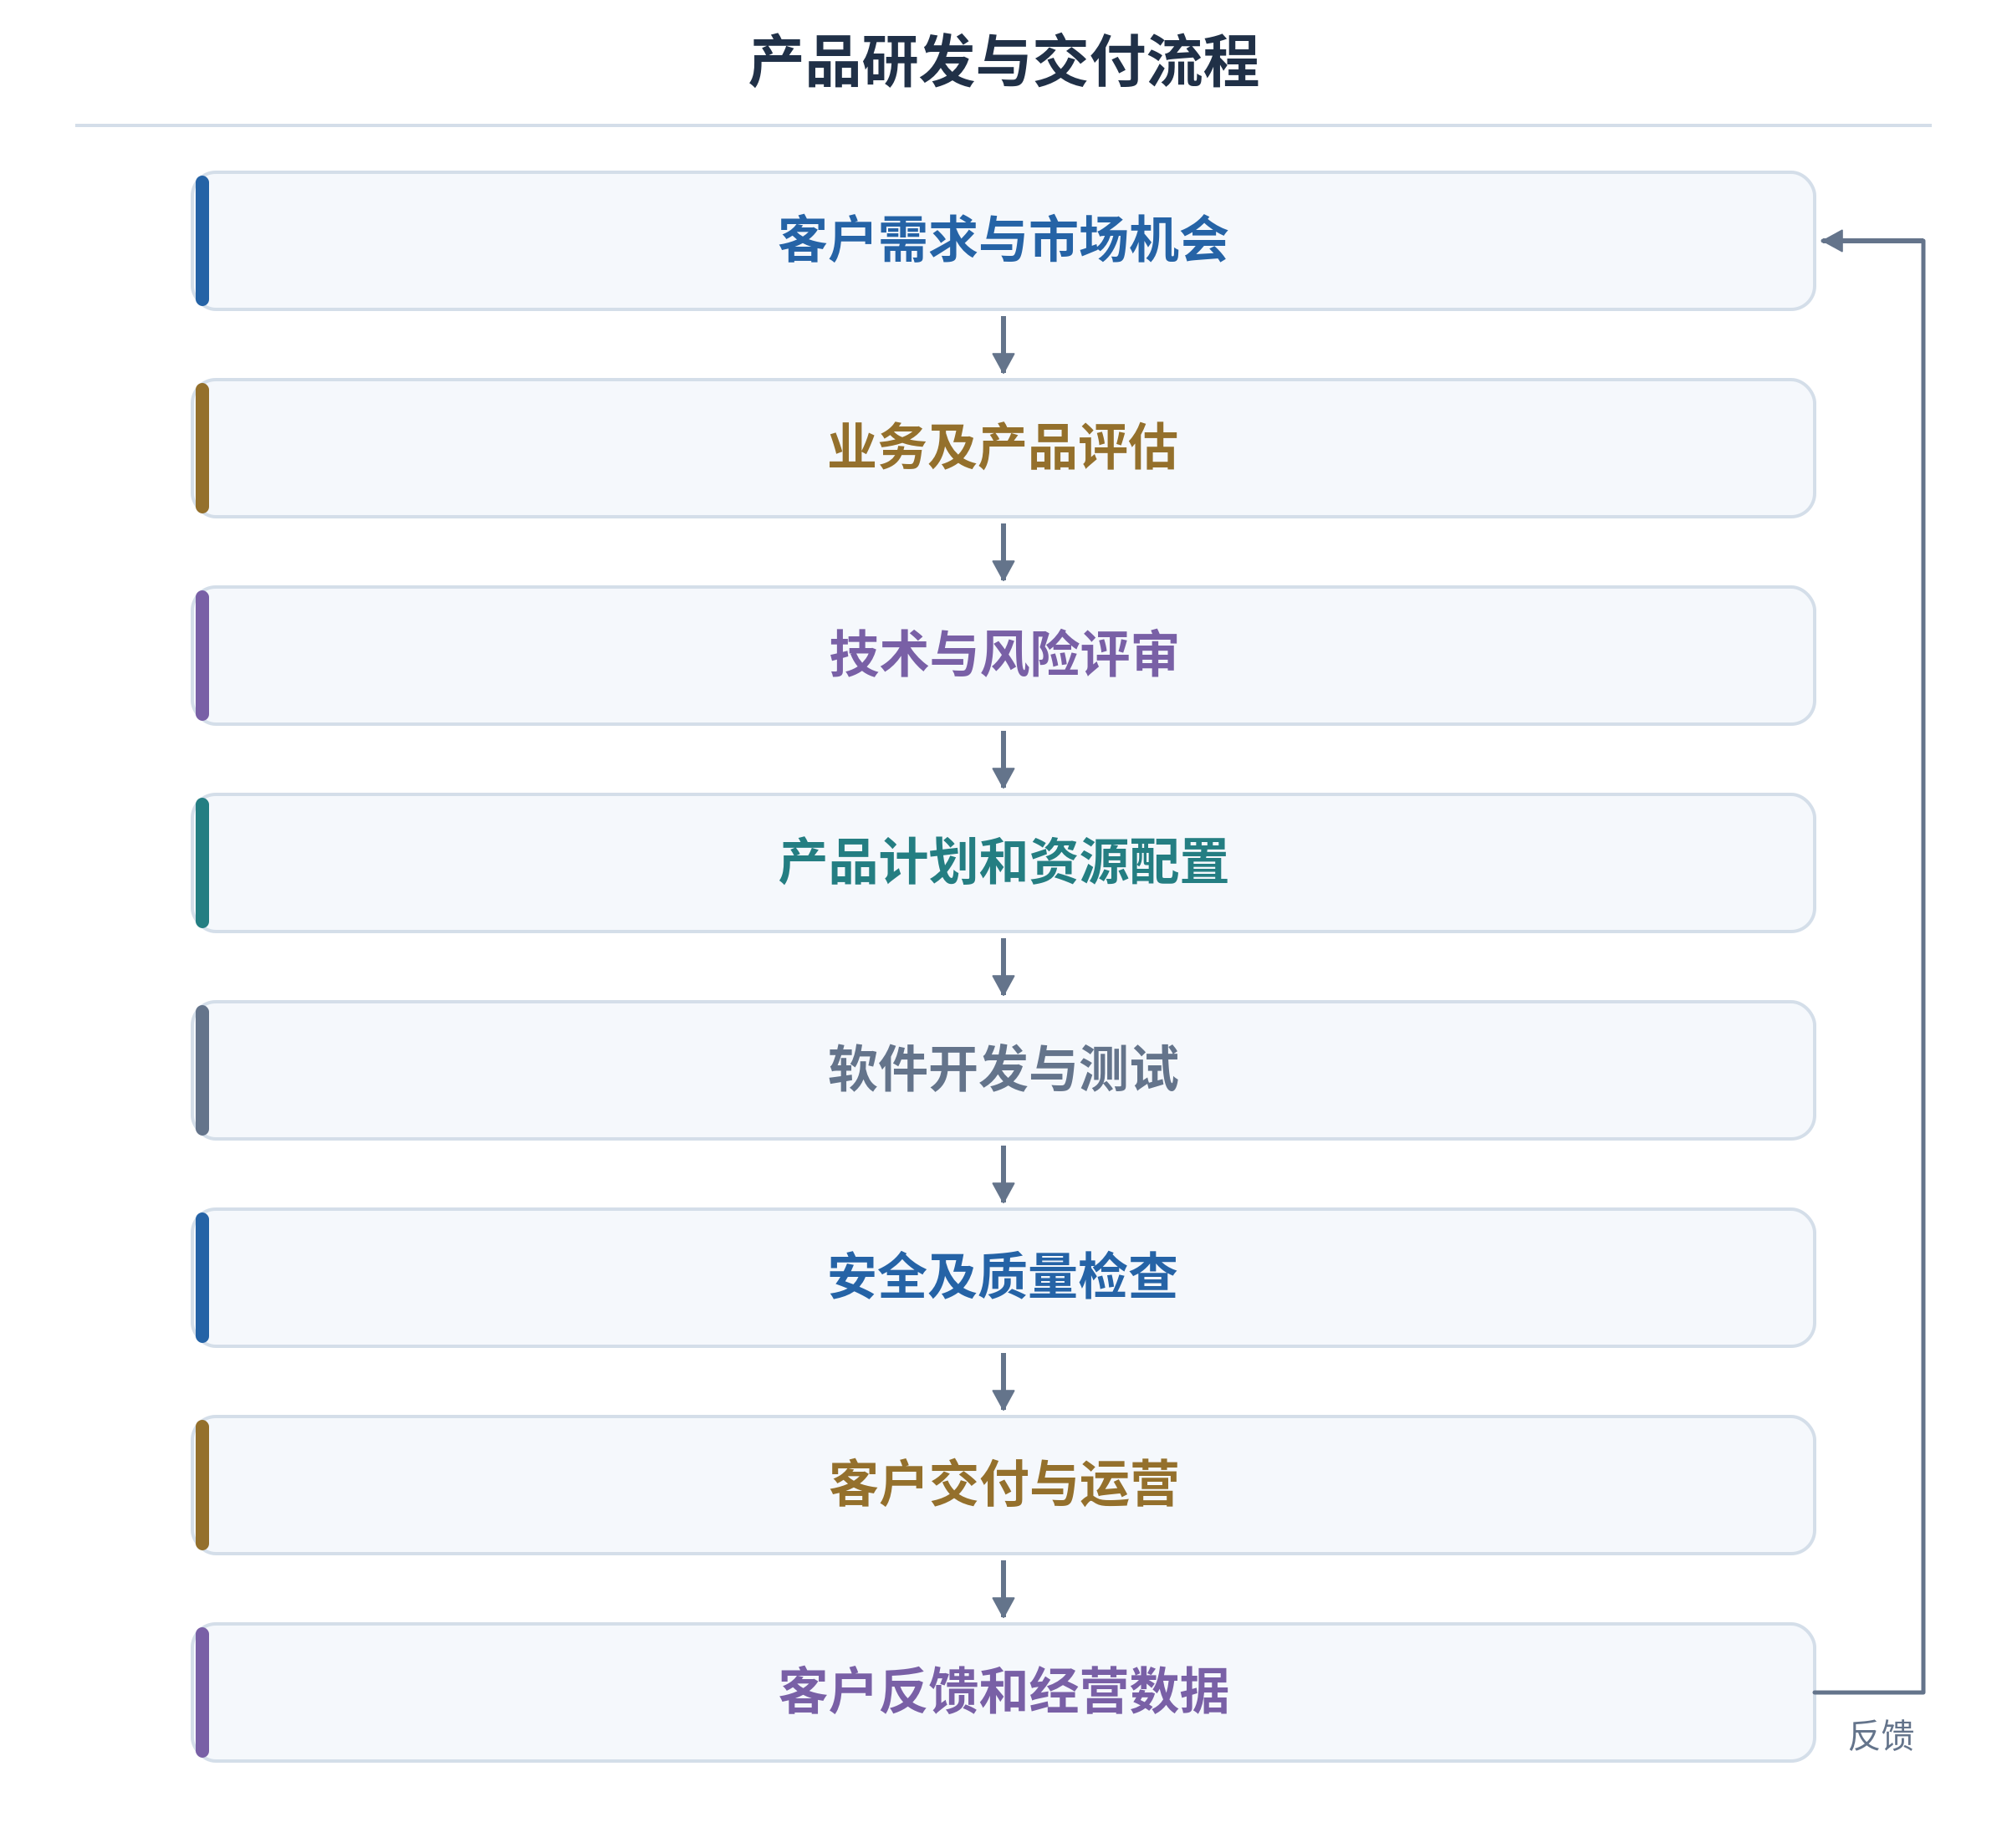 产品研发与交付流程
客户需求与市场机会
业务及产品评估
技术与风险评审
产品计划和资源配置
软件开发与测试
安全及质量检查
客户交付与运营
客户反馈和经营数据
反馈